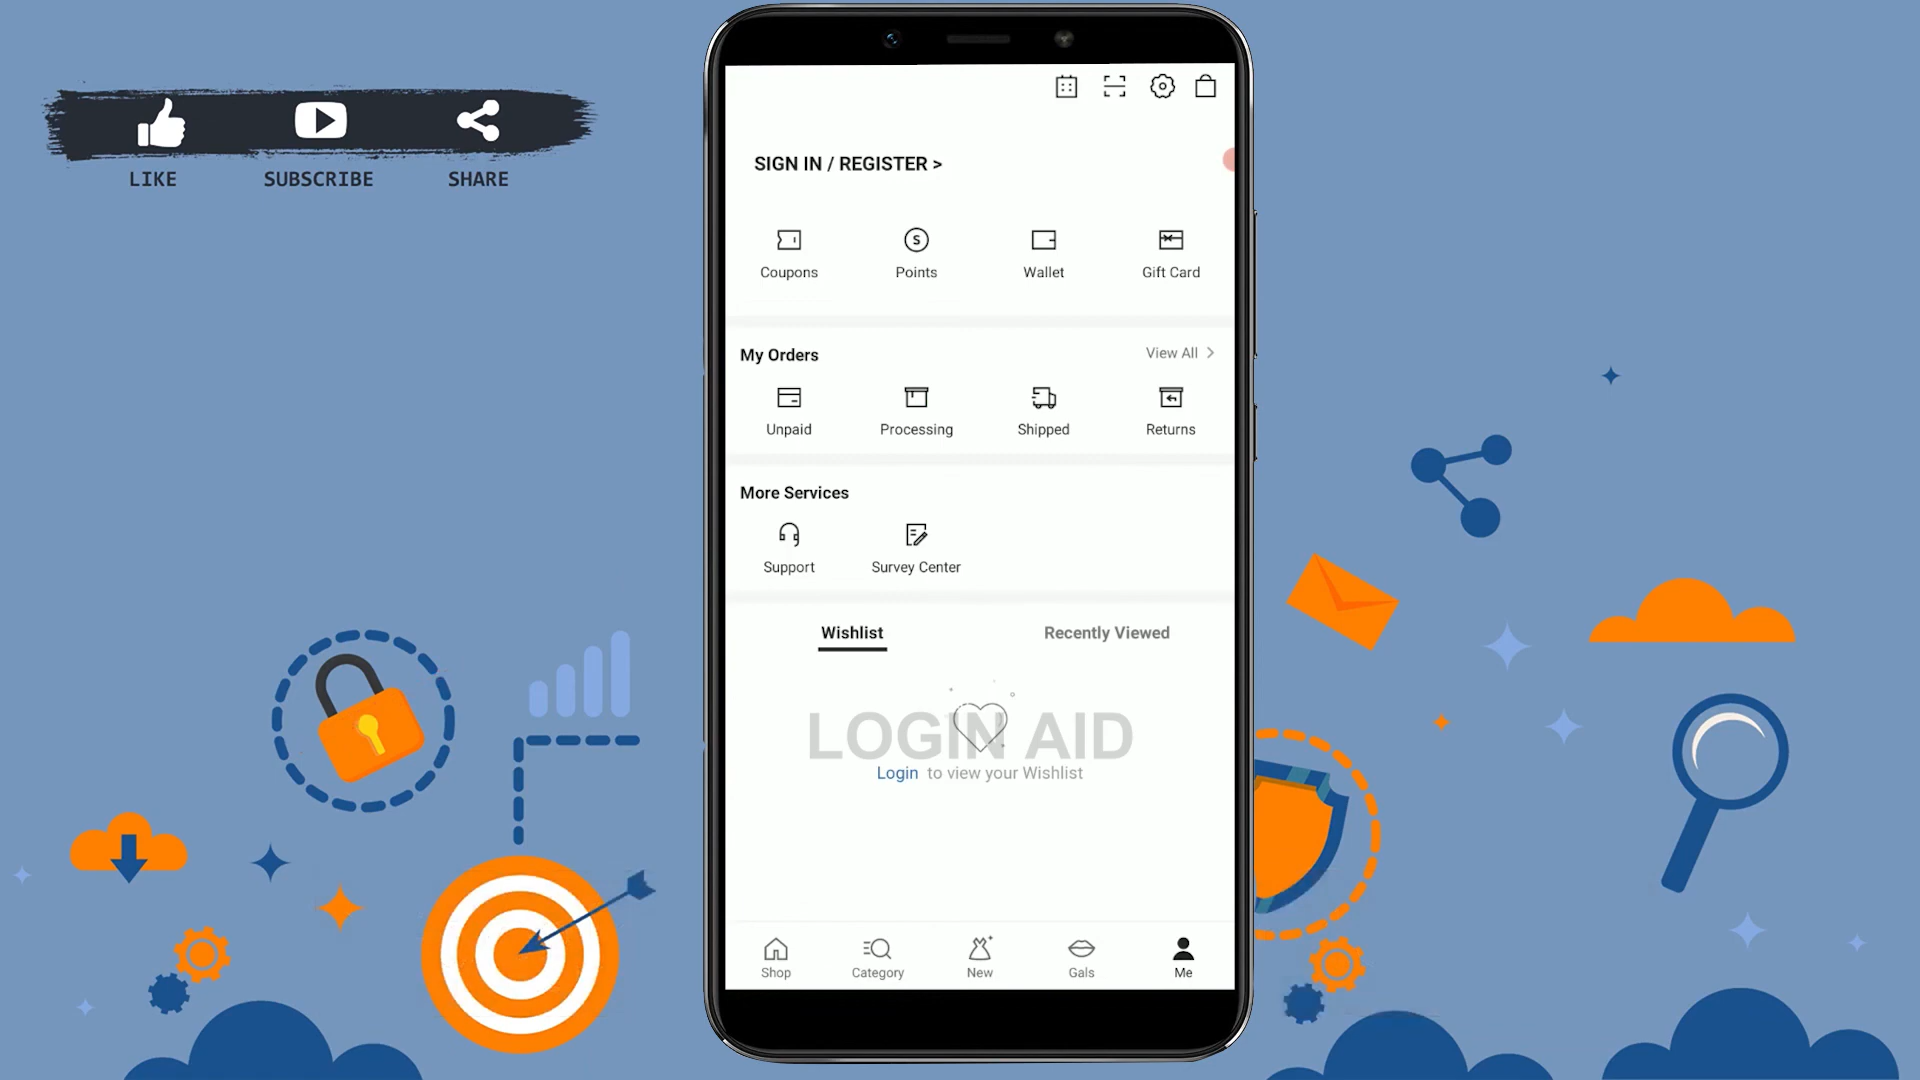 LIKE SUBSCRIBE SHARE
SIGN IN / REGISTER >
S
Coupons Points Wallet Gift Card
My Orders View All >
Unpaid Processing Shipped Returns
More Services
Support Survey Center
Wishlist Recently Viewed
LOGIN AID
Login to view your Wishlist
Shop Category New Gals Me